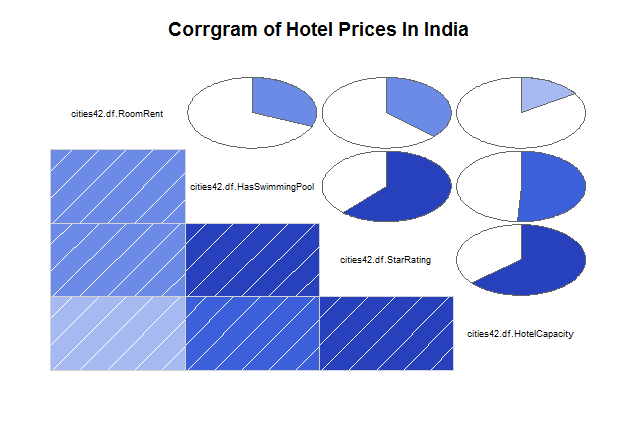 Corrgram of Hotel Prices In India
cities42.df.RoomRent
cities42.df.HasSwimmingPool
cities42.df.StarRating
cities42.df.HotelCapacity